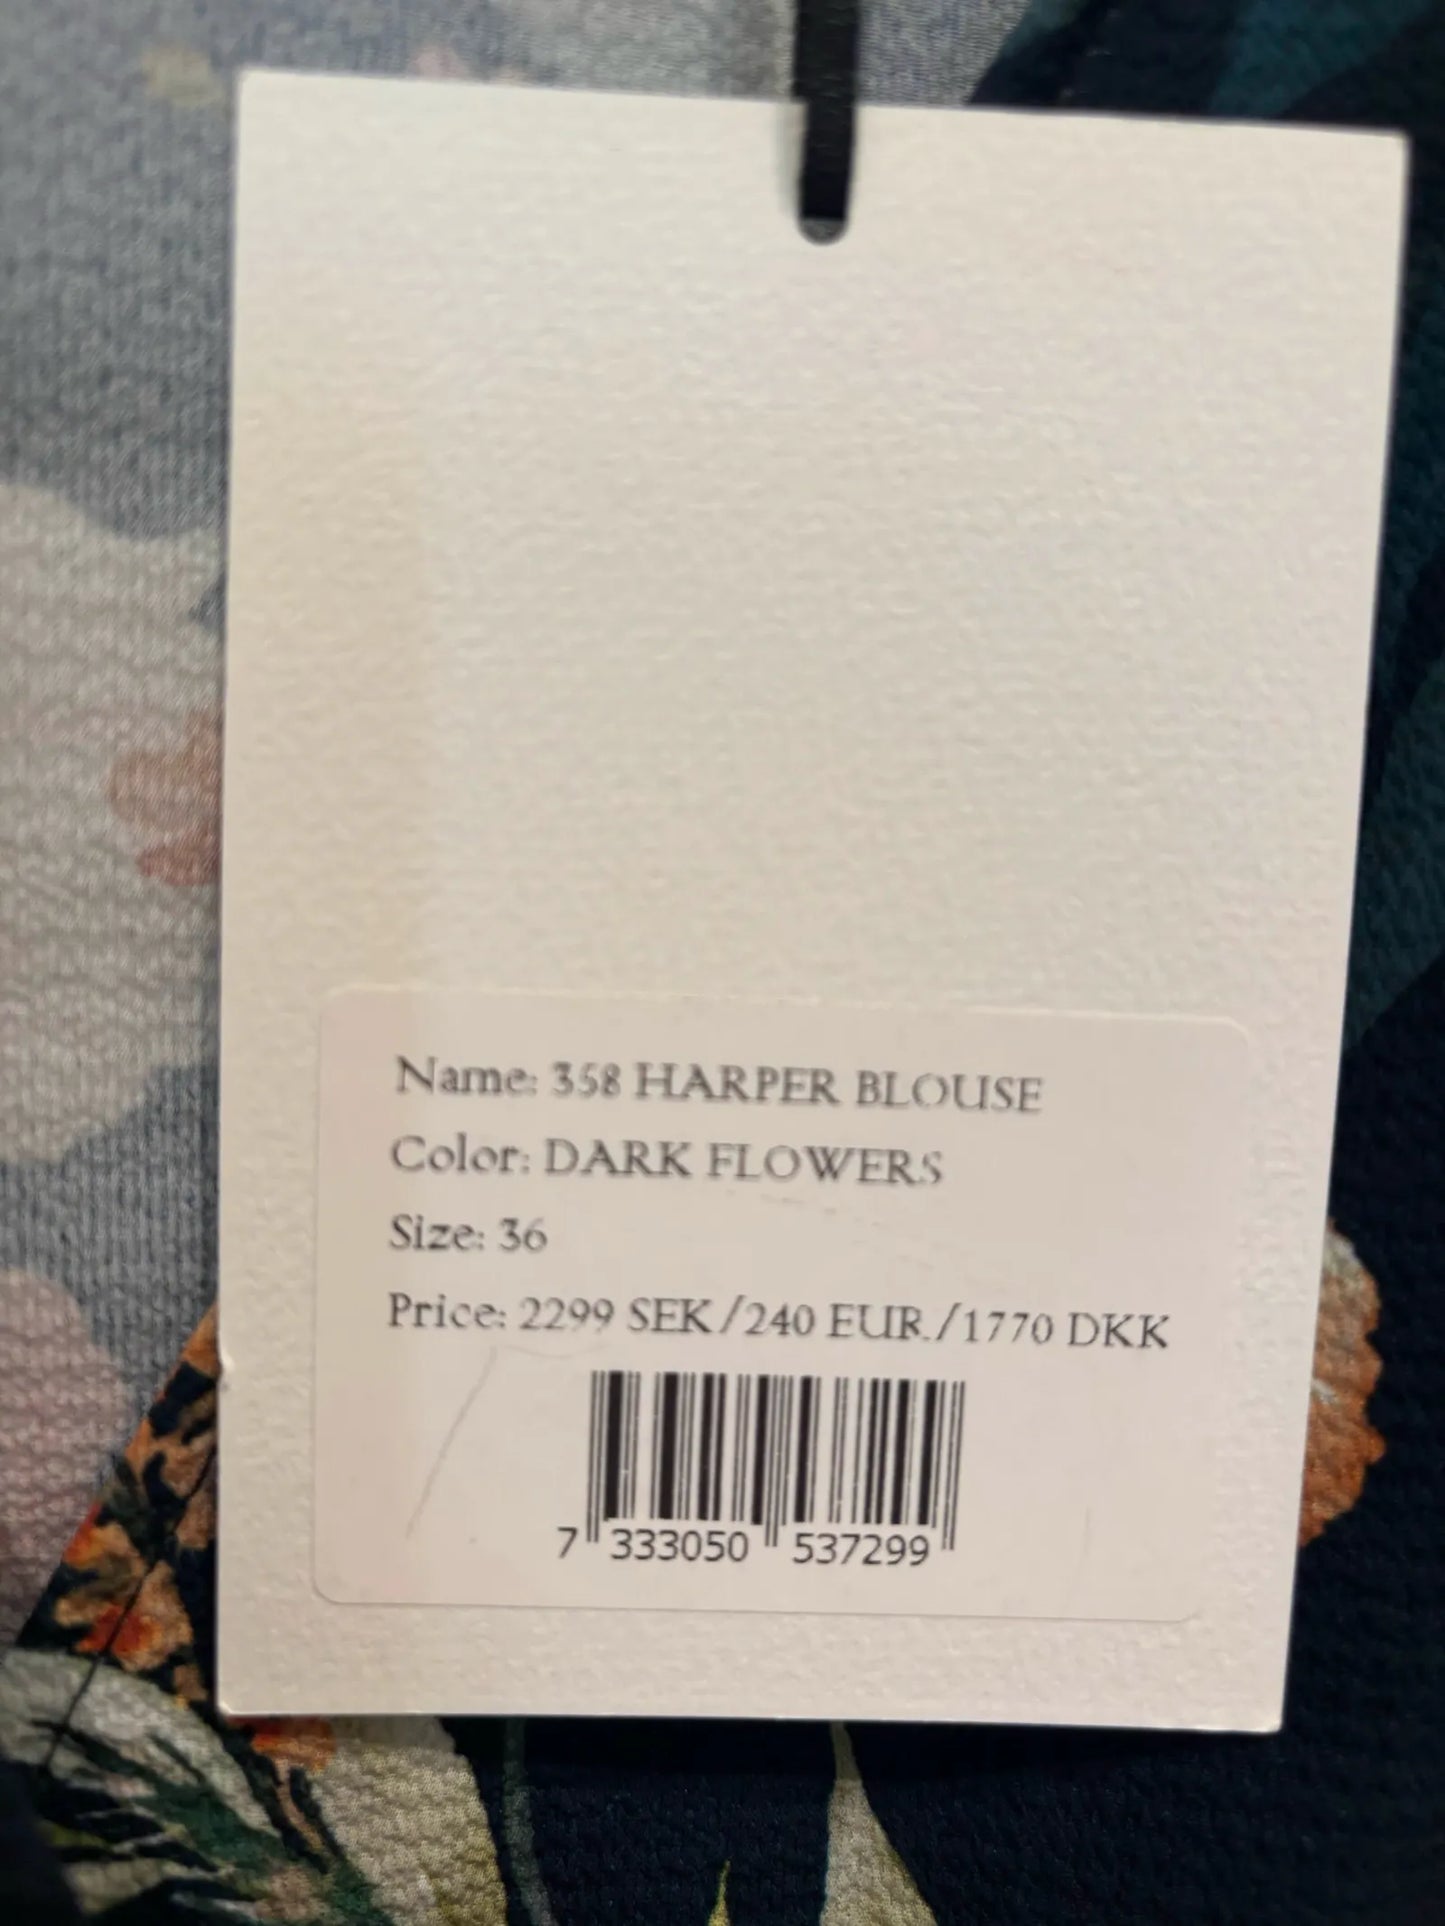 Name: 358 HARPER BLOUSE
Color: DARK FLOWERS
Size: 36
Price: 2299 SEK/240 EUR/1770 DKK
7 333050 537299